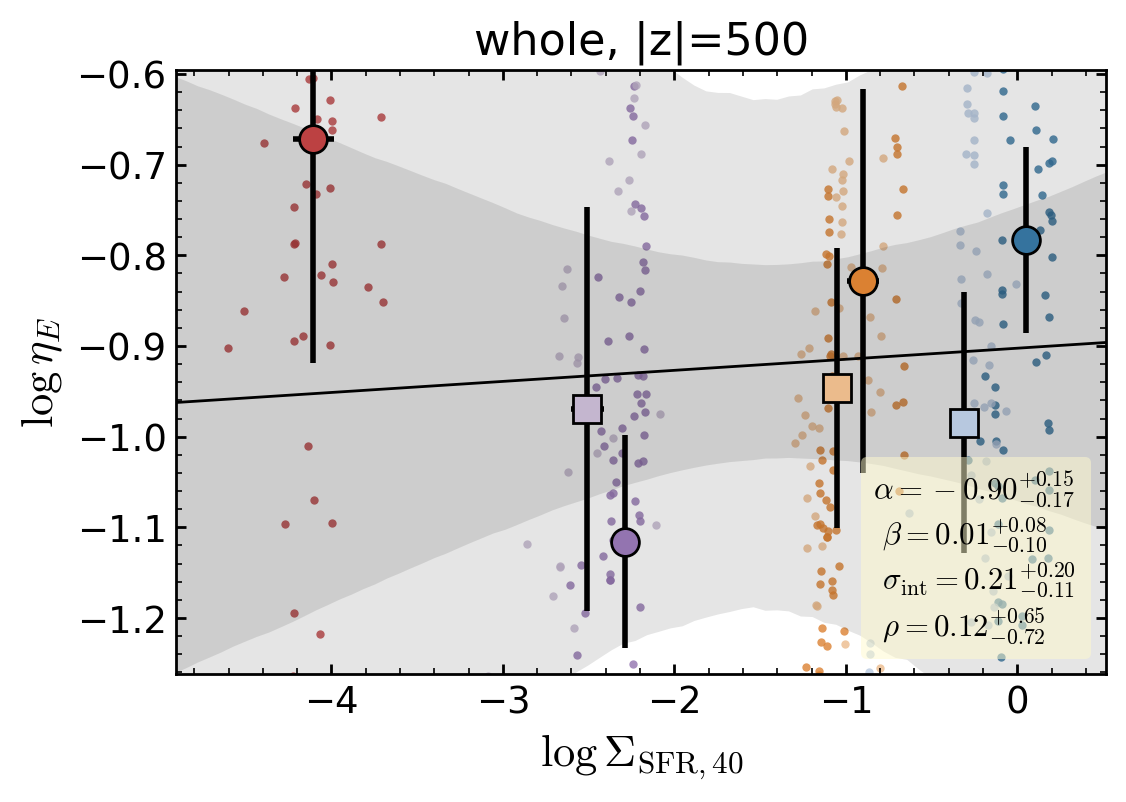 whole, |z|=500
−0.6
−0.7
−0.8
−0.9
−1.0
−1.1
−1.2
log η_E
α = −0.90^{+0.15}_{−0.17}
β = 0.01^{+0.08}_{−0.10}
σ_int = 0.21^{+0.20}_{−0.11}
ρ = 0.12^{+0.65}_{−0.72}
−4 −3 −2 −1 0
log Σ_{SFR, 40}